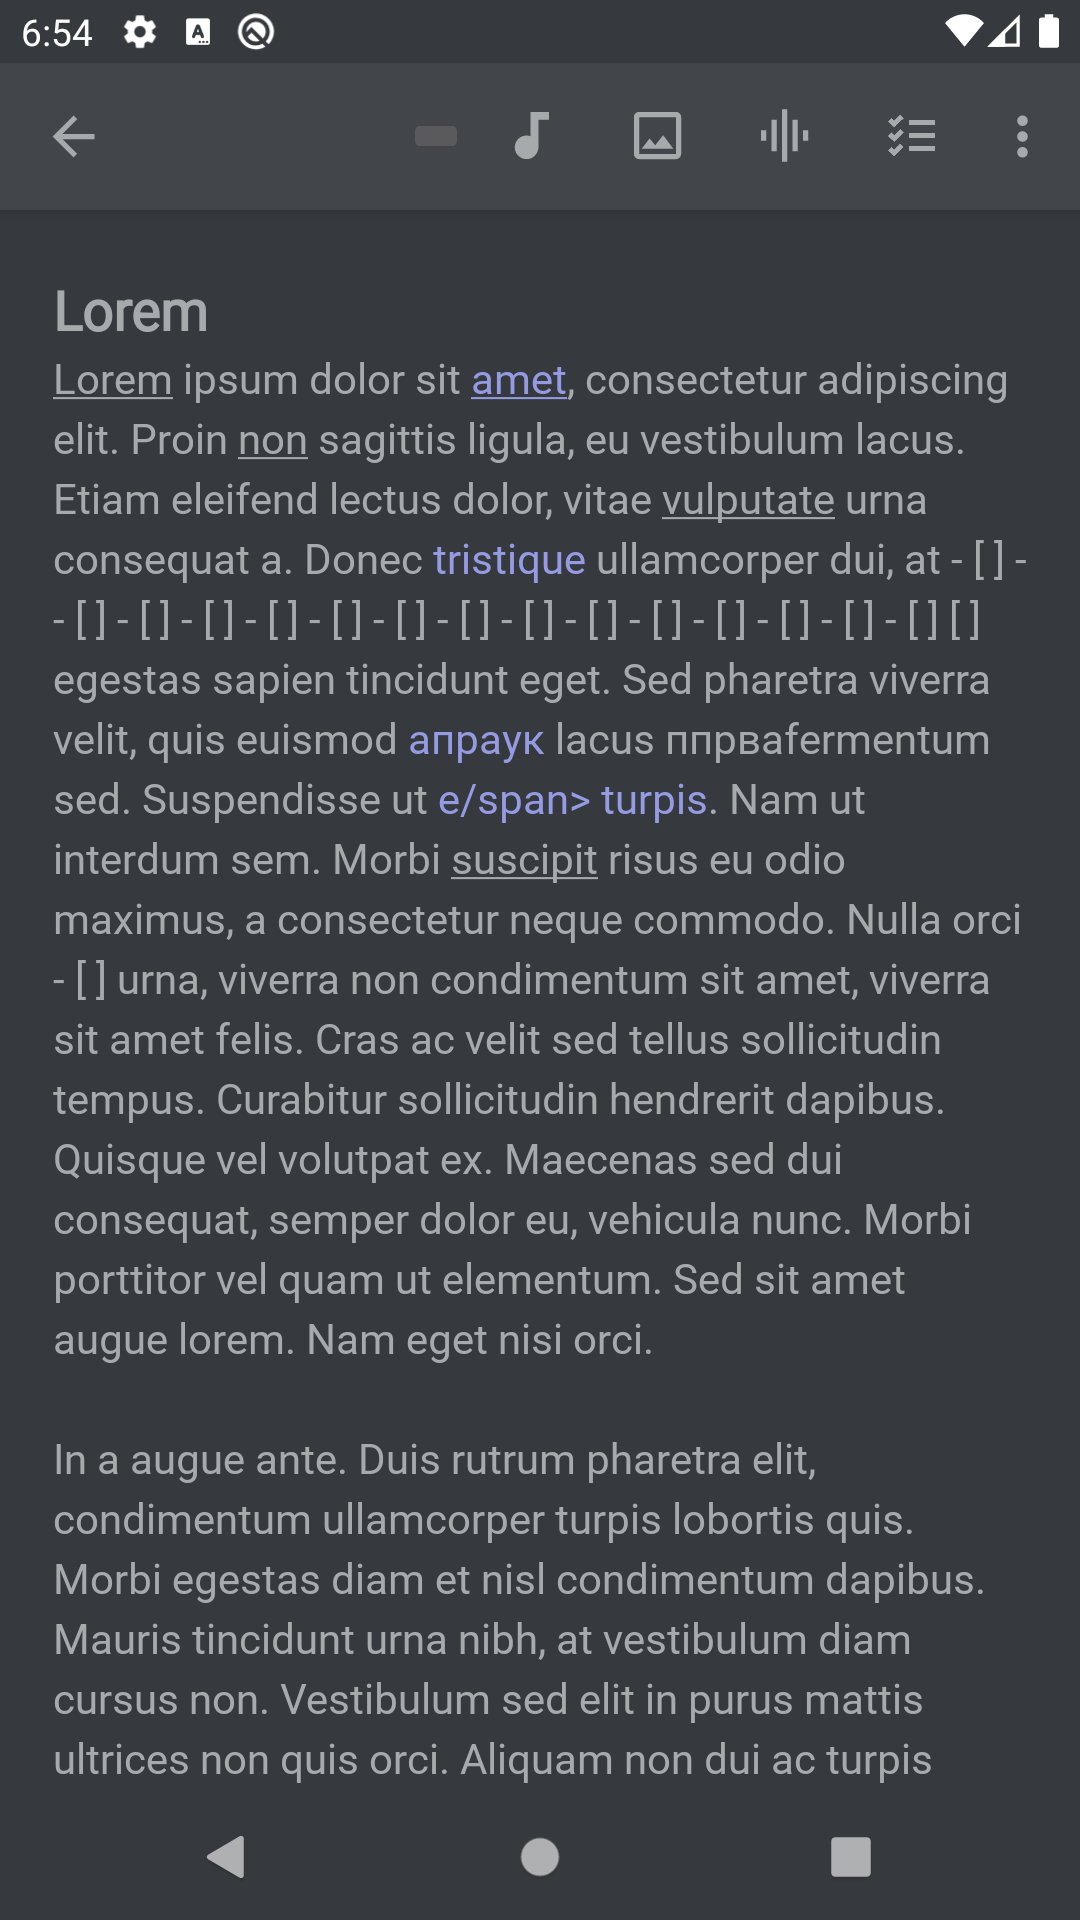 6:54
Lorem
Lorem ipsum dolor sit amet, consectetur adipiscing
elit. Proin non sagittis ligula, eu vestibulum lacus.
Etiam eleifend lectus dolor, vitae vulputate urna
consequat a. Donec tristique ullamcorper dui, at - [ ] -
- [ ] - [ ] - [ ] - [ ] - [ ] - [ ] - [ ] - [ ] - [ ] - [ ] - [ ] - [ ] - [ ] - [ ] [ ]
egestas sapien tincidunt eget. Sed pharetra viverra
velit, quis euismod апраук lacus ппрваfermentum
sed. Suspendisse ut e/span> turpis. Nam ut
interdum sem. Morbi suscipit risus eu odio
maximus, a consectetur neque commodo. Nulla orci
- [ ] urna, viverra non condimentum sit amet, viverra
sit amet felis. Cras ac velit sed tellus sollicitudin
tempus. Curabitur sollicitudin hendrerit dapibus.
Quisque vel volutpat ex. Maecenas sed dui
consequat, semper dolor eu, vehicula nunc. Morbi
porttitor vel quam ut elementum. Sed sit amet
augue lorem. Nam eget nisi orci.
In a augue ante. Duis rutrum pharetra elit,
condimentum ullamcorper turpis lobortis quis.
Morbi egestas diam et nisl condimentum dapibus.
Mauris tincidunt urna nibh, at vestibulum diam
cursus non. Vestibulum sed elit in purus mattis
ultrices non quis orci. Aliquam non dui ac turpis